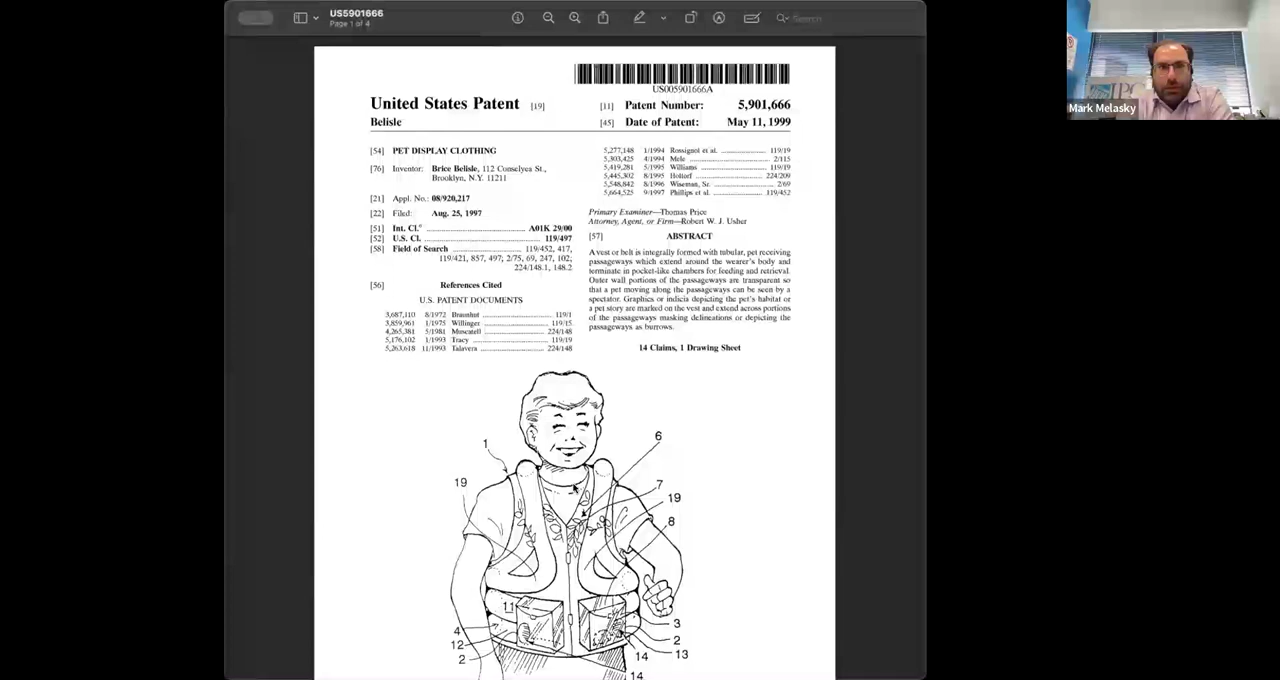 US5901666
Page 1 of 4
Search
Mark Melasky
US005901666A
United States Patent [19]
Belisle
[11] Patent Number: 5,901,666
[45] Date of Patent: May 11, 1999
[54] PET DISPLAY CLOTHING
[76] Inventor: Brice Belisle, 112 Conselyea St.,
Brooklyn, N.Y. 11211
[21] Appl. No.: 08/920,217
[22] Filed: Aug. 25, 1997
[51] Int. Cl.⁶ A01K 29/00
[52] U.S. Cl. 119/497
[58] Field of Search 119/452, 417,
119/421, 857, 497; 2/75, 69, 247, 102;
224/148.1, 148.2
[56] References Cited
U.S. PATENT DOCUMENTS
3,687,110 8/1972 Braunhut 119/1
3,859,961 1/1975 Willinger 119/15
4,265,381 5/1981 Muscatell 224/148
5,176,102 1/1993 Tracy 119/19
5,263,618 11/1993 Talavera 224/148
5,277,148 1/1994 Rossignol et al. 119/19
5,303,425 4/1994 Mele 2/115
5,419,281 5/1995 Williams 119/19
5,445,302 8/1995 Holtorf 224/209
5,548,842 8/1996 Wiseman, Sr. 2/69
5,664,525 9/1997 Phillips et al. 119/452
Primary Examiner—Thomas Price
Attorney, Agent, or Firm—Robert W. J. Usher
[57] ABSTRACT
A vest or belt is integrally formed with tubular, pet receiving
passageways which extend around the wearer's body and
terminate in pocket-like chambers for feeding and retrieval.
Outer wall portions of the passageways are transparent so
that a pet moving along the passageways can be seen by a
spectator. Graphics or indicia depicting the pet's habitat or
a pet story are marked on the vest and extend across portions
of the passageways masking delineations or depicting the
passageways as burrows.
14 Claims, 1 Drawing Sheet
1
6
19
7
19
8
11
4
12
2
3
2
13
14
14